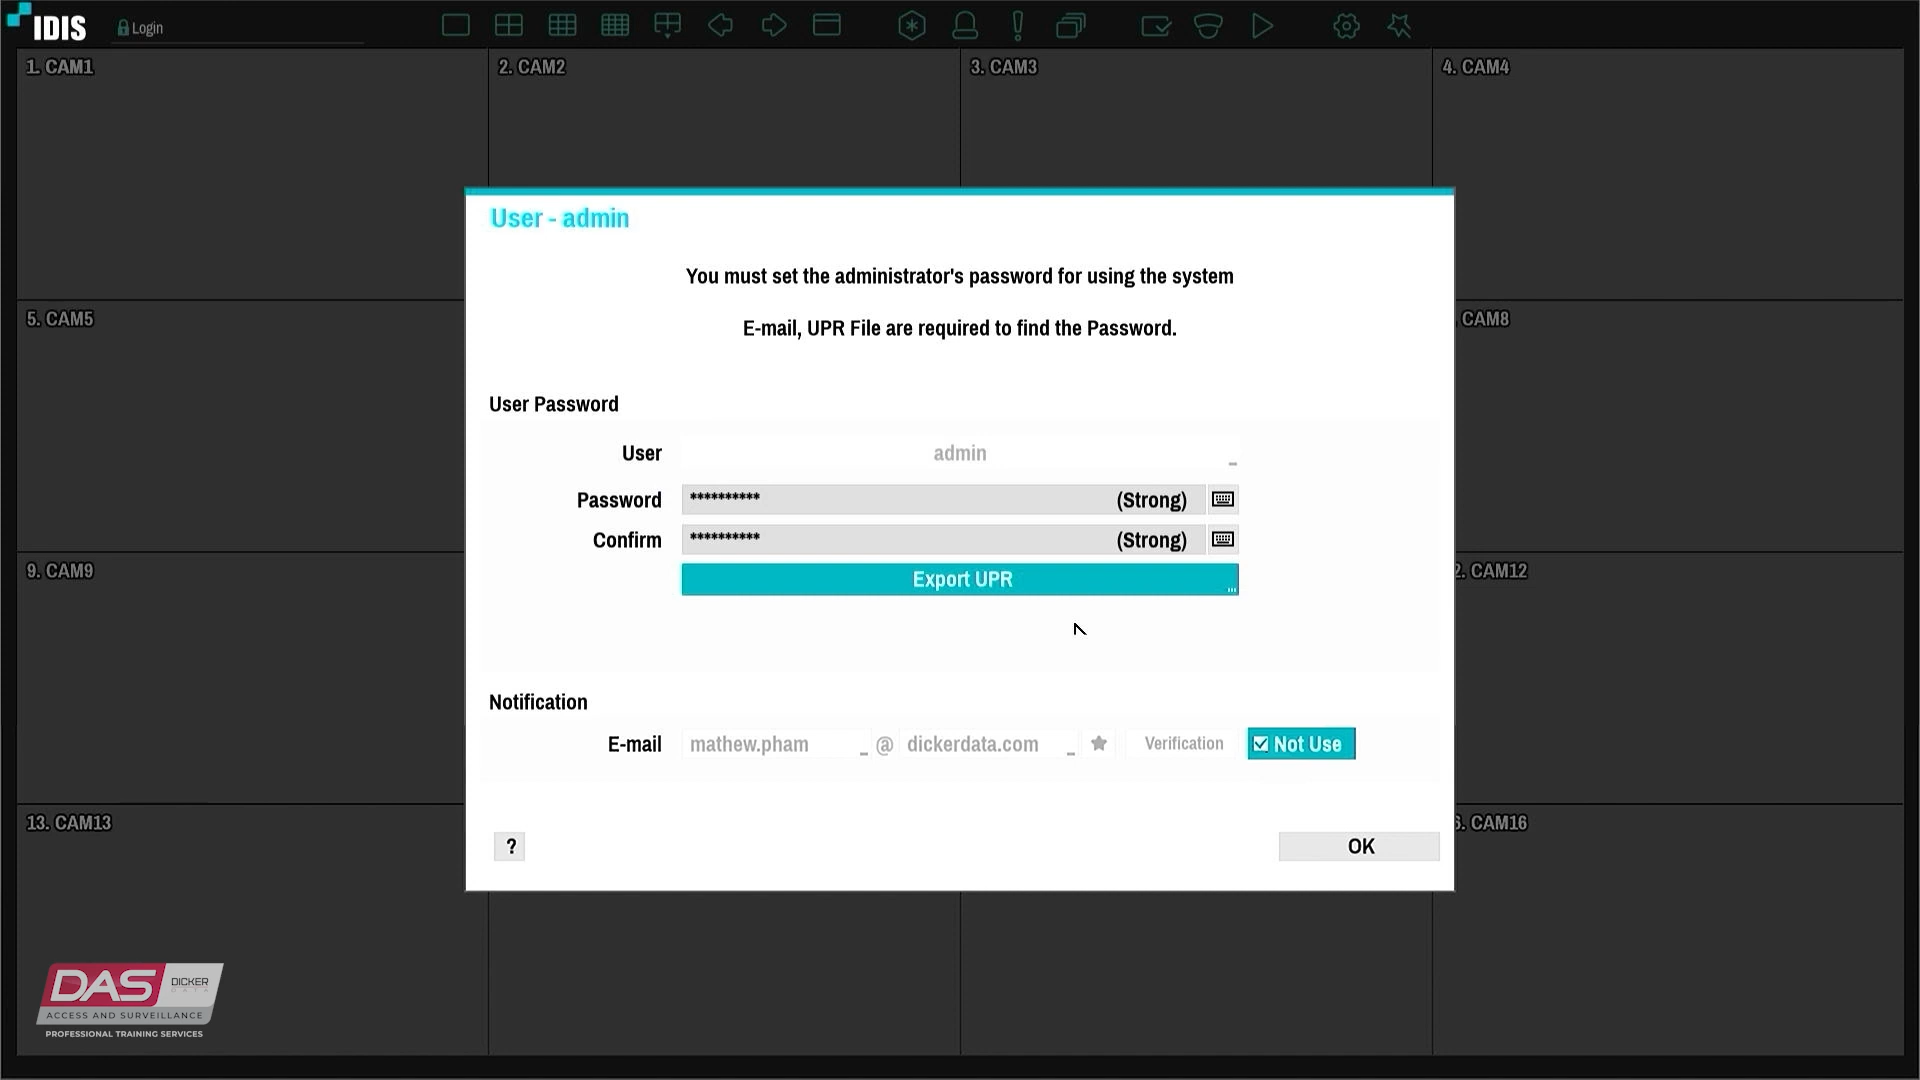 IDIS
Login
1. CAM1
2. CAM2
3. CAM3
4. CAM4
User - admin
You must set the administrator's password for using the system
5. CAM5
CAM8
E-mail, UPR File are required to find the Password.
User Password
User
admin
Password
**********
(Strong)
Confirm
**********
(Strong)
9. CAM9
2. CAM12
Export UPR
...
Notification
E-mail
mathew.pham
@
dickerdata.com
Verification
Not Use
13. CAM13
6. CAM16
?
OK
DAS
DICKER
DATA
ACCESS AND SURVEILLANCE
PROFESSIONAL TRAINING SERVICES